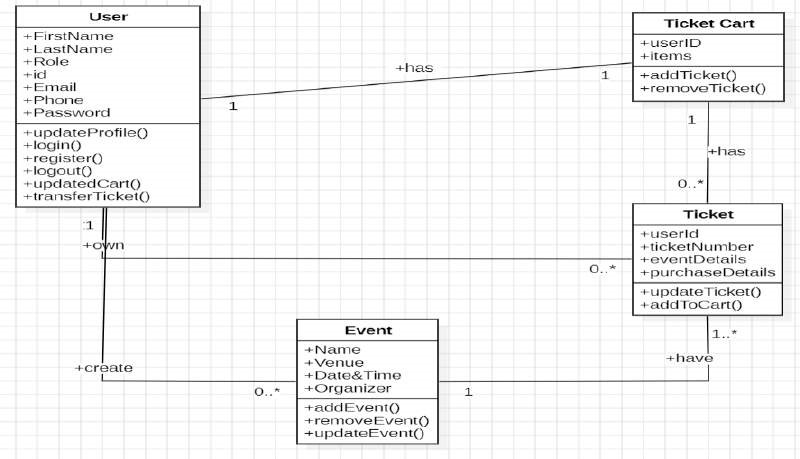 User
+FirstName
+LastName
+Role
+id
+Email
+Phone
+Password
+updateProfile()
+login()
+register()
+logout()
+updatedCart()
+transferTicket()
1
+has
1
Ticket Cart
+userID
+items
+addTicket()
+removeTicket()
1
+has
0..*
Ticket
+userId
+ticketNumber
+eventDetails
+purchaseDetails
+updateTicket()
+addToCart()
1
+own
0..*
1..*
+have
1
+create
0..*
Event
+Name
+Venue
+Date&Time
+Organizer
+addEvent()
+removeEvent()
+updateEvent()